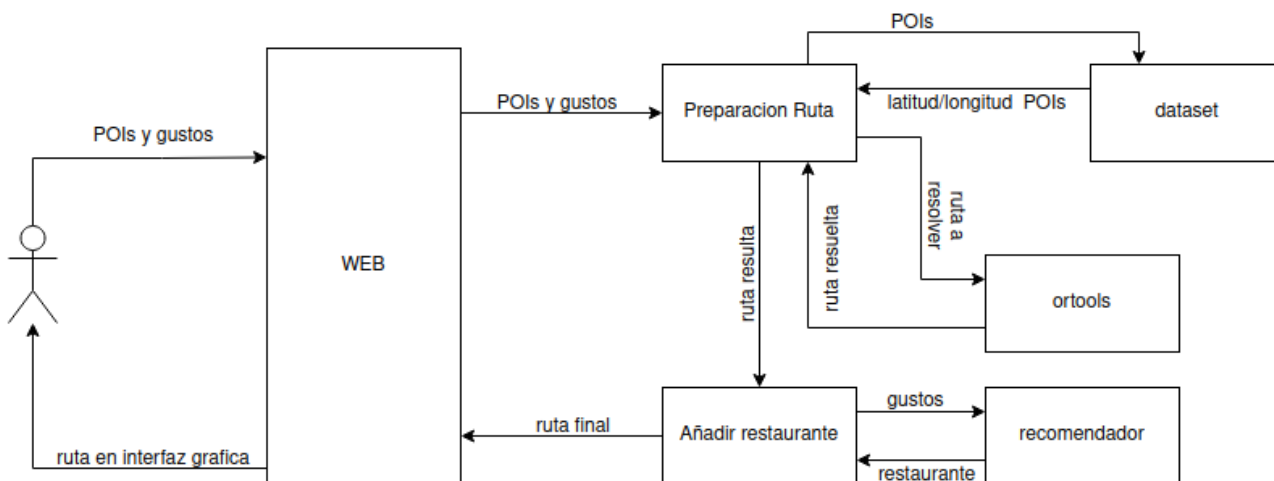 POIs
POIs y gustos
latitud/longitud POIs
Preparacion Ruta
dataset
POIs y gustos
ruta a
resolver
WEB
ruta resulta
ruta resuelta
ortools
gustos
ruta final
Añadir restaurante
recomendador
ruta en interfaz grafica
restaurante